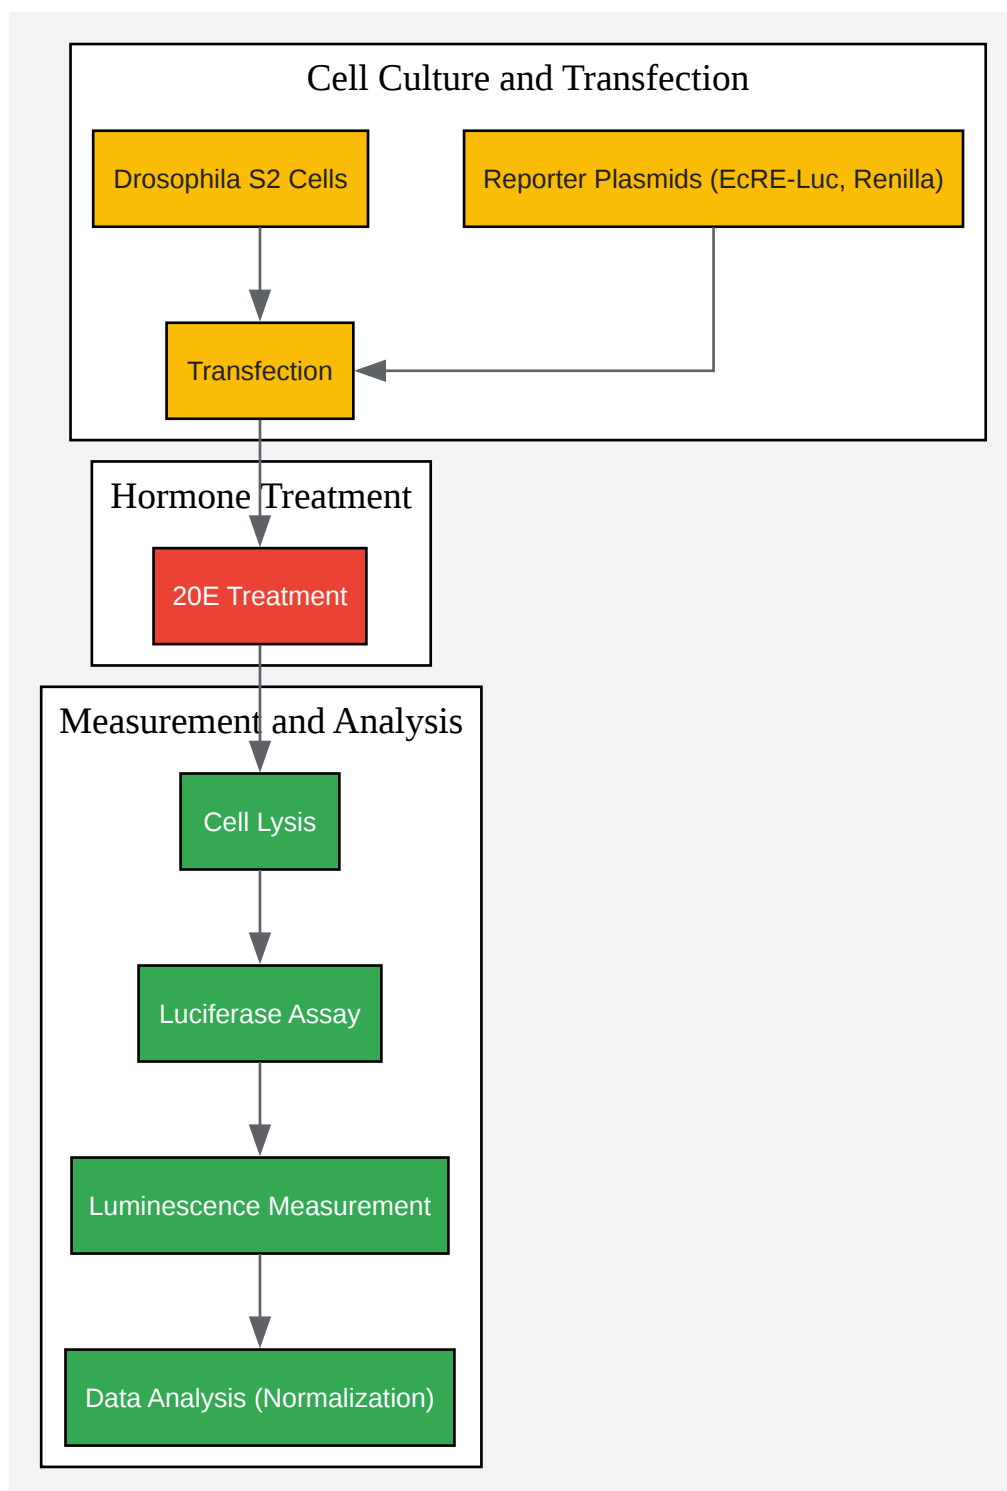 Cell Culture and Transfection
Drosophila S2 Cells
Reporter Plasmids (EcRE-Luc, Renilla)
Transfection
Hormone Treatment
20E Treatment
Measurement and Analysis
Cell Lysis
Luciferase Assay
Luminescence Measurement
Data Analysis (Normalization)